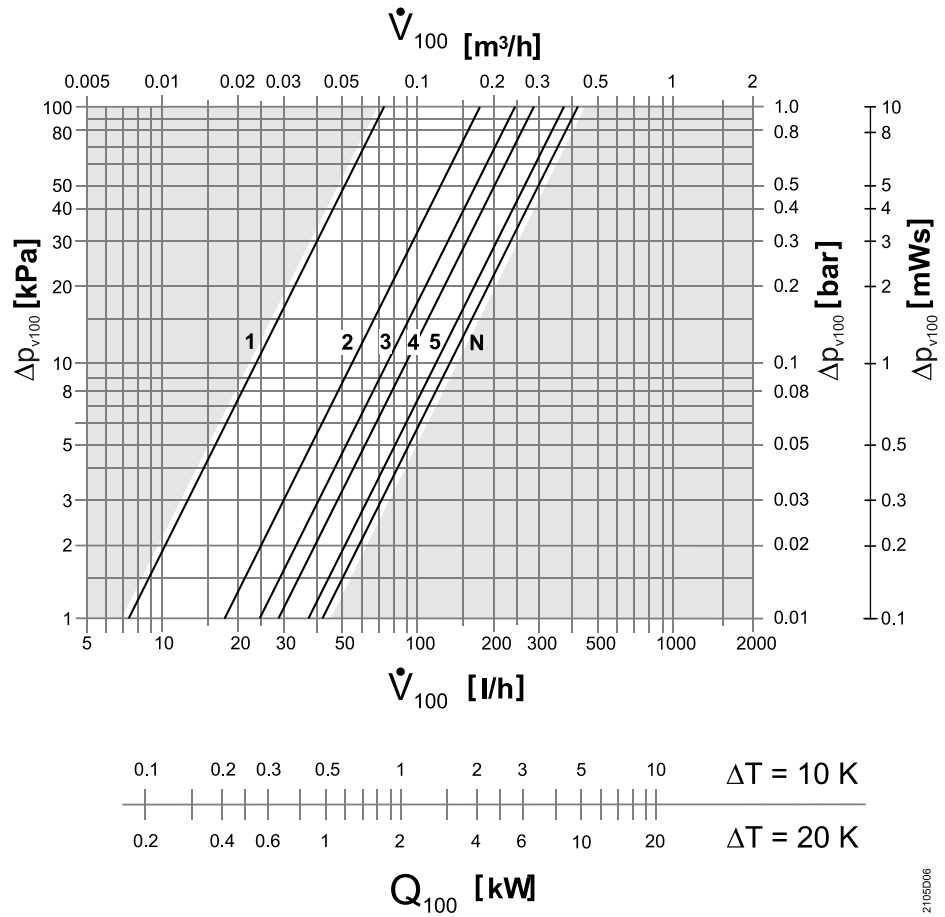 V̇100 [m³/h]
0.005 0.01 0.02 0.03 0.05 0.1 0.2 0.3 0.5 1 2
100 1.0 10
80 0.8 8
50 0.5 5
40 0.4 4
30 0.3 3
20 0.2 2
Δpv100 [kPa] Δpv100 [bar] Δpv100 [mWs]
1 2 3 4 5 N
10 0.1 1
8 0.08
5 0.05 0.5
3 0.03 0.3
2 0.02 0.2
1 0.01 0.1
5 10 20 30 50 100 200 300 500 1000 2000
V̇100 [l/h]
0.1 0.2 0.3 0.5 1 2 3 5 10 ΔT = 10 K
0.2 0.4 0.6 1 2 4 6 10 20 ΔT = 20 K
Q100 [kW]
2105D06